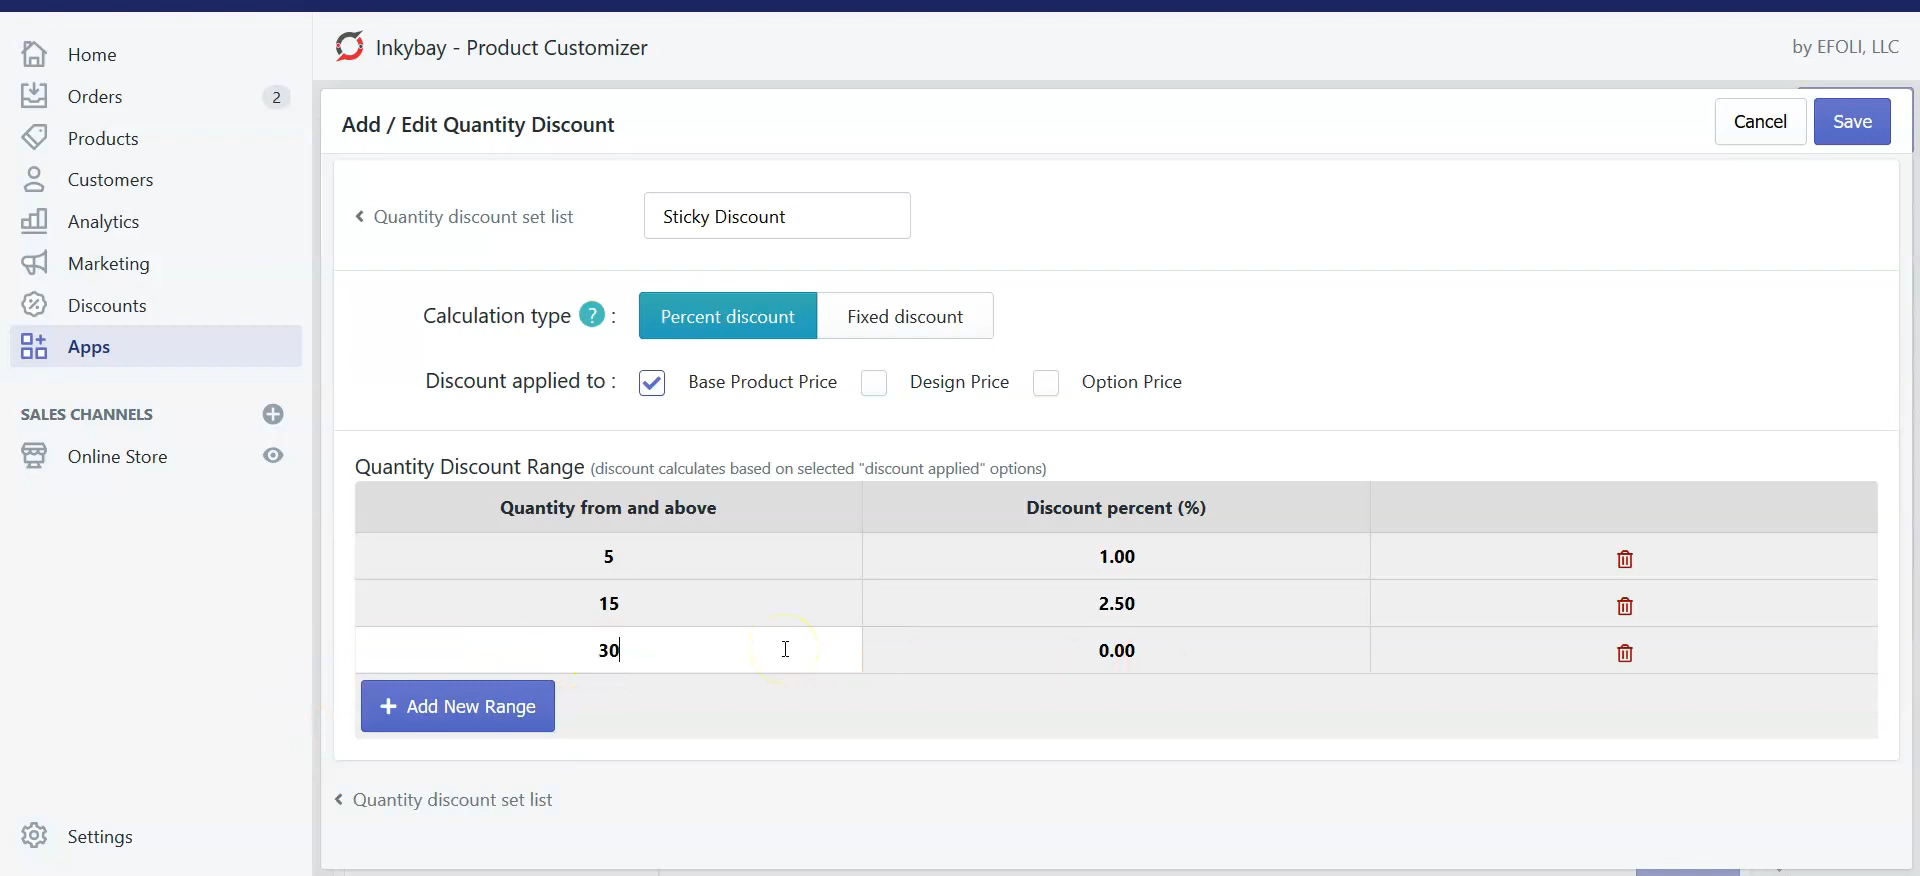 Inkybay - Product Customizer
by EFOLI, LLC
Home
Orders 2
Products
Customers
Analytics
Marketing
Discounts
Apps
SALES CHANNELS
Online Store
Settings
Add / Edit Quantity Discount
Cancel Save
Quantity discount set list Sticky Discount
Calculation type ? : Percent discount Fixed discount
Discount applied to : Base Product Price Design Price Option Price
Quantity Discount Range (discount calculates based on selected "discount applied" options)
Quantity from and above Discount percent (%)
5 1.00
15 2.50
30 0.00
+ Add New Range
Quantity discount set list